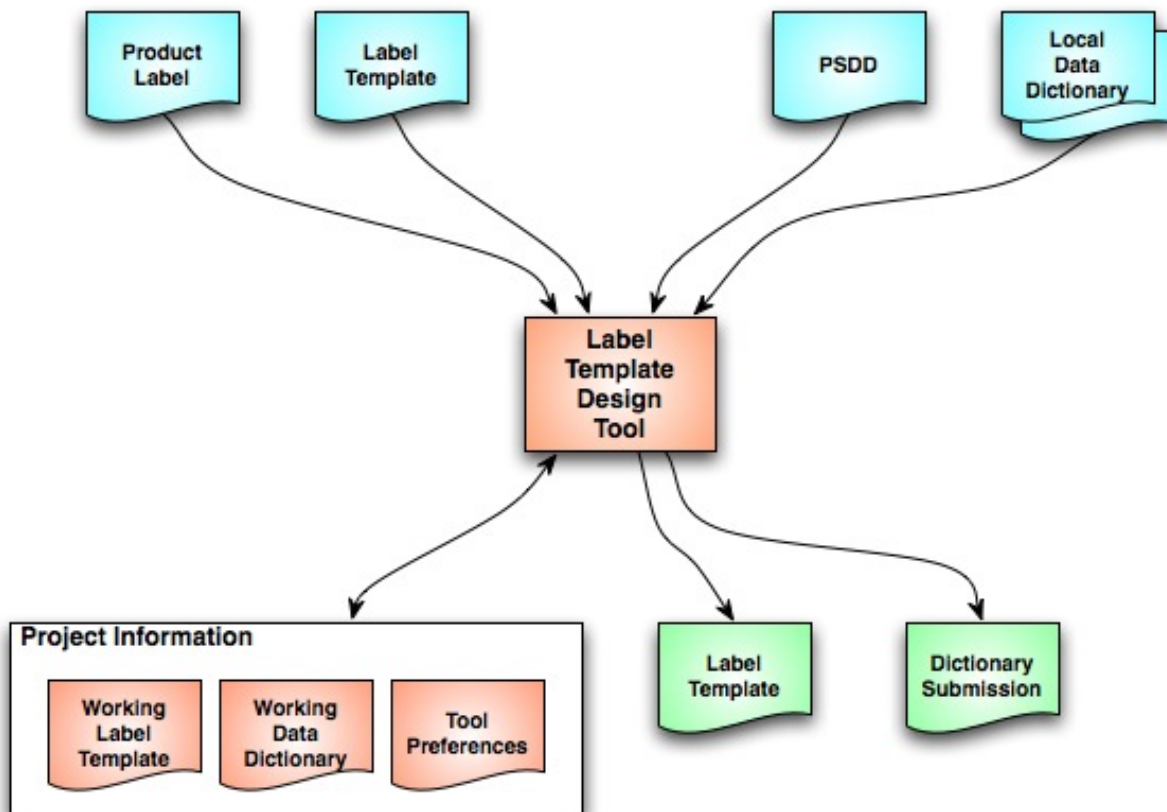 Product
Label
Label
Template
PSDD
Local
Data
Dictionary
Label
Template
Design
Tool
Project Information
Working
Label
Template
Working
Data
Dictionary
Tool
Preferences
Label
Template
Dictionary
Submission